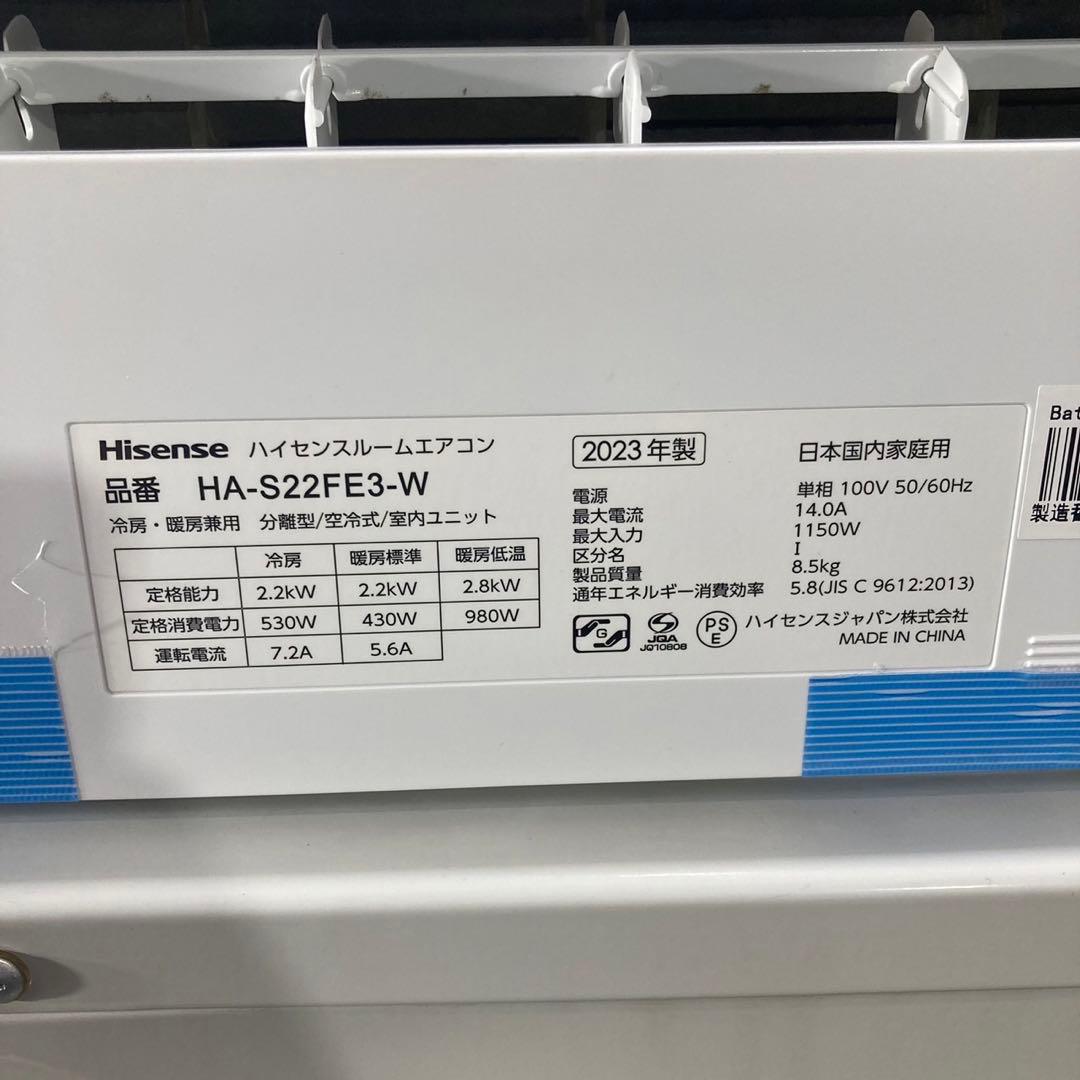 Hisense ハイセンスルームエアコン
品番 HA-S22FE3-W
冷房・暖房兼用 分離型/空冷式/室内ユニット
冷房 暖房標準 暖房低温
定格能力 2.2kW 2.2kW 2.8kW
定格消費電力 530W 430W 980W
運転電流 7.2A 5.6A
2023年製 日本国内家庭用
電源 単相 100V 50/60Hz
最大電流 14.0A
最大入力 1150W
区分名 I
製品質量 8.5kg
通年エネルギー消費効率 5.8(JIS C 9612:2013)
G
JQA
JQ10808
PS
E
ハイセンスジャパン株式会社
MADE IN CHINA
Bat
製造番